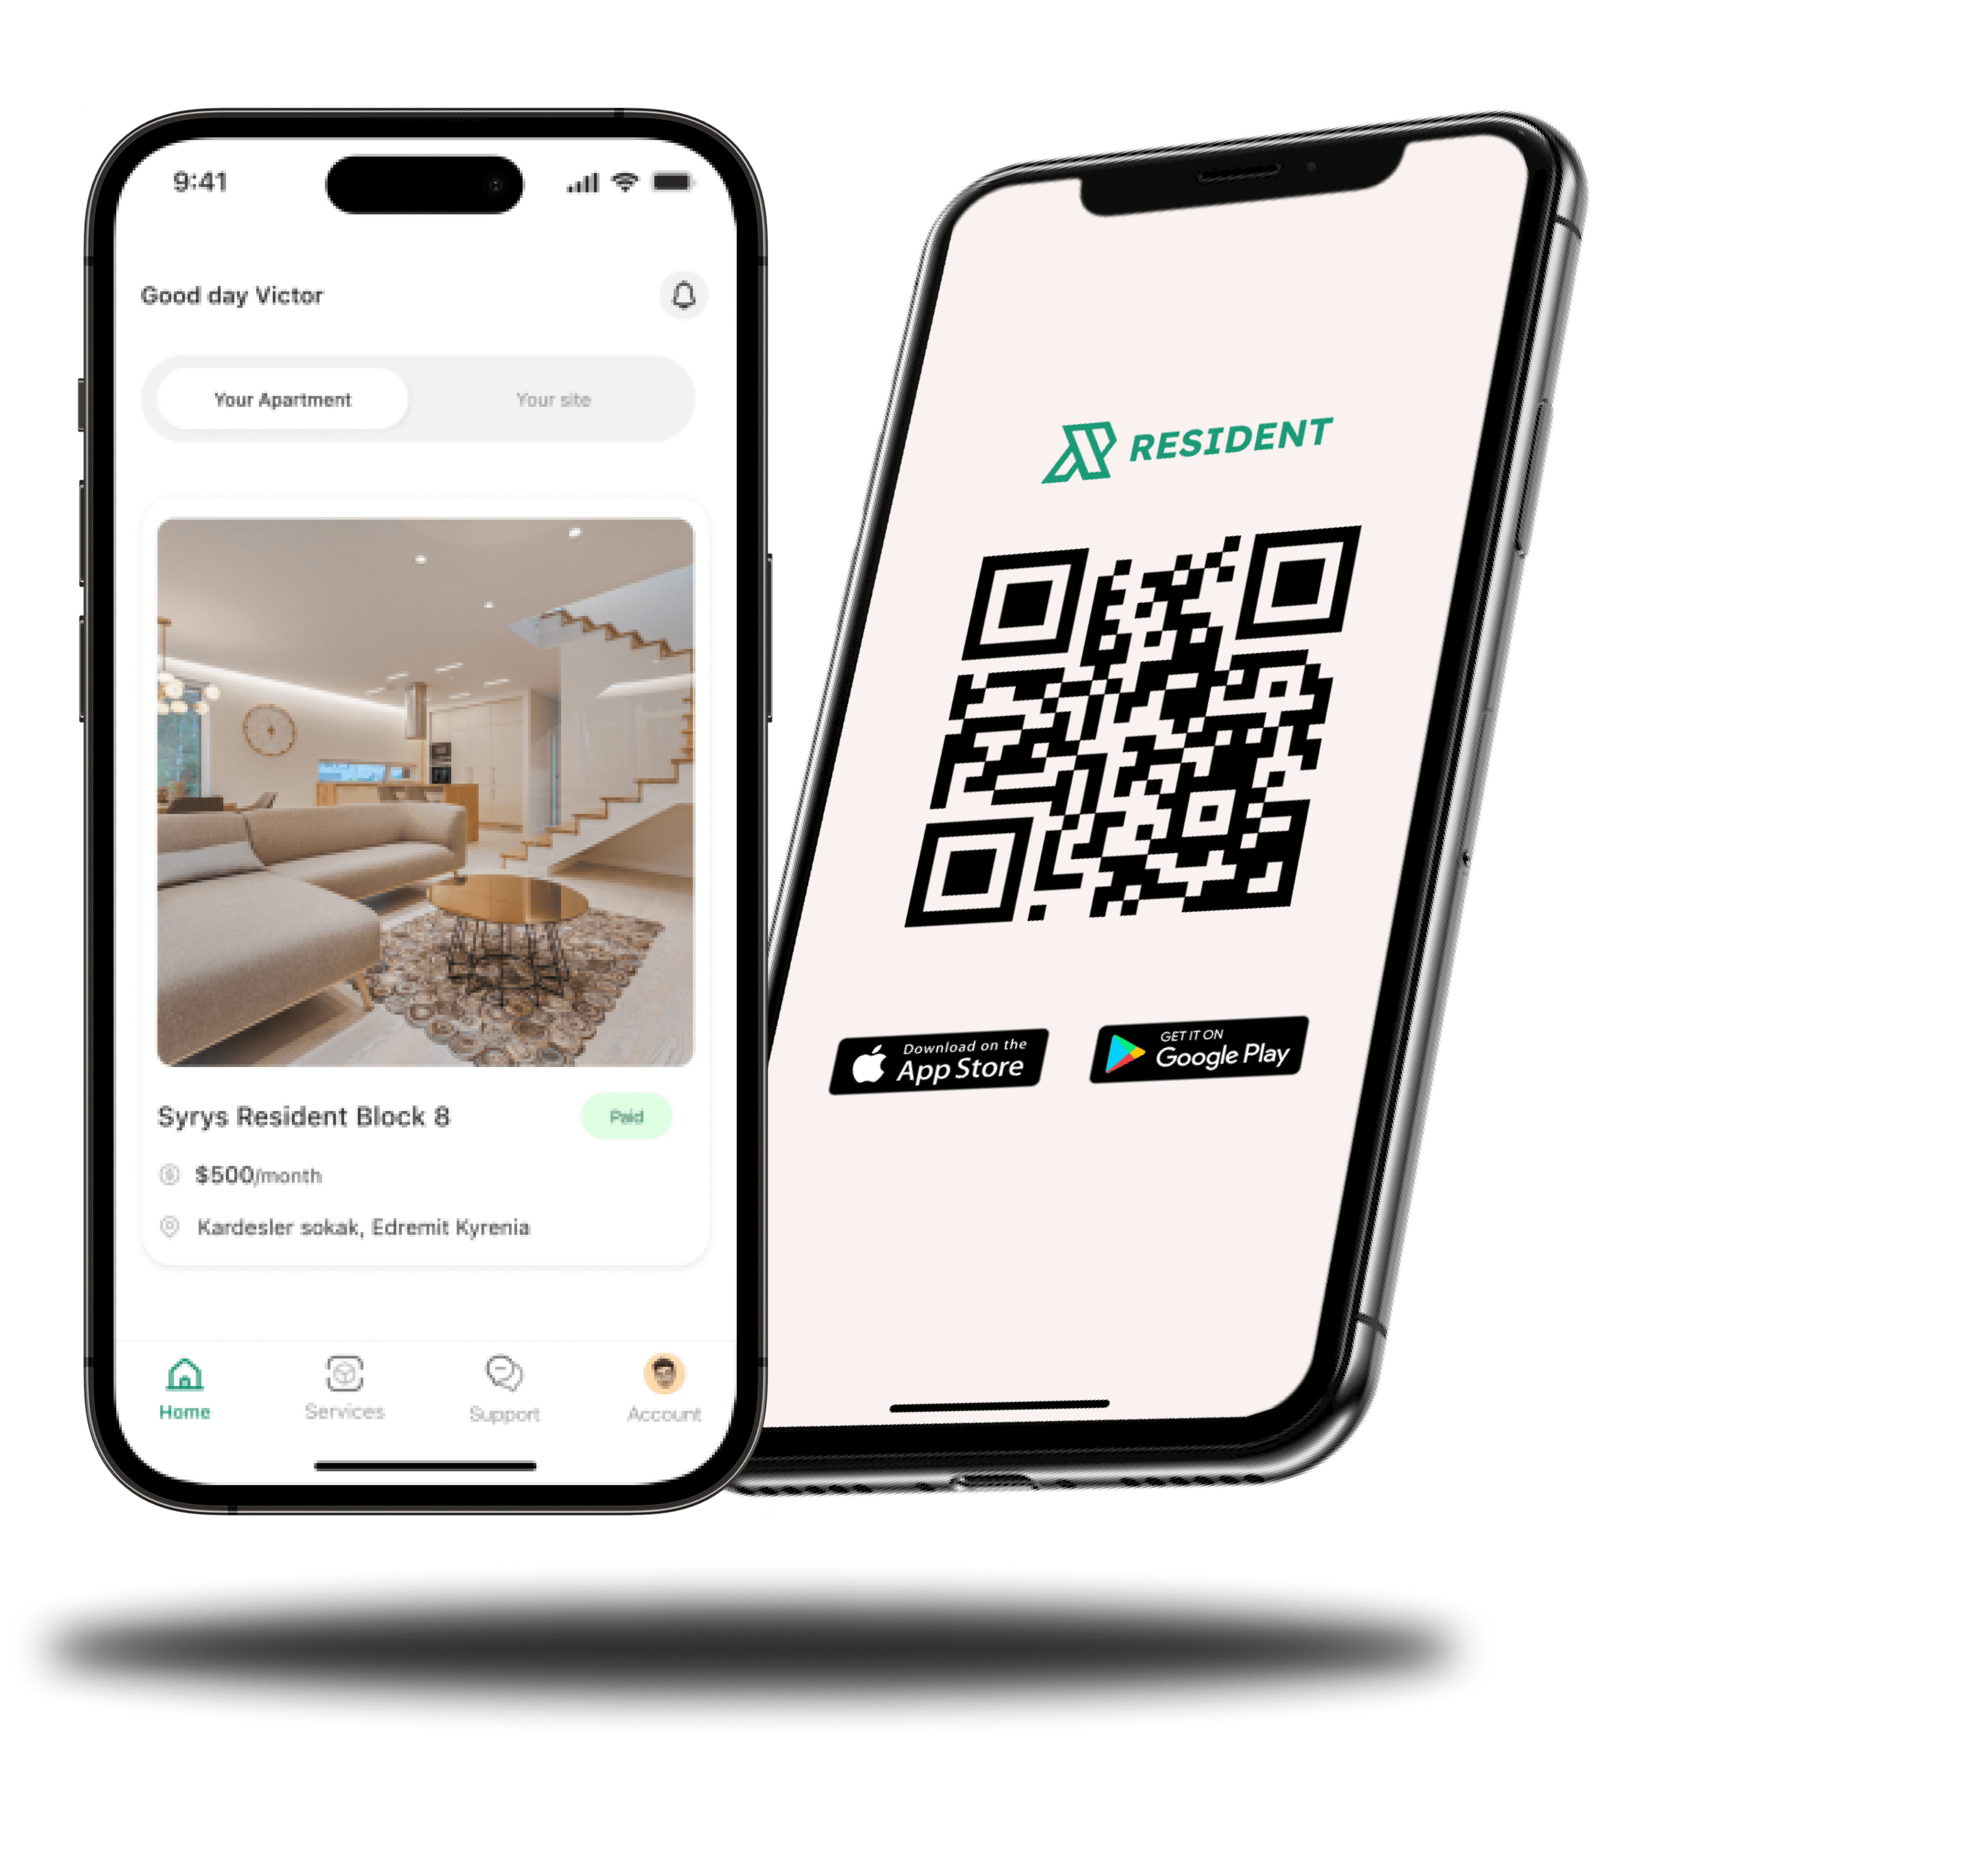 9:41
Good day Victor
Your Apartment
Your site
Syrys Resident Block 8
Paid
$500/month
Kardesler sokak, Edremit Kyrenia
Home
Services
Support
Account
RESIDENT
Download on the
App Store
GET IT ON
Google Play